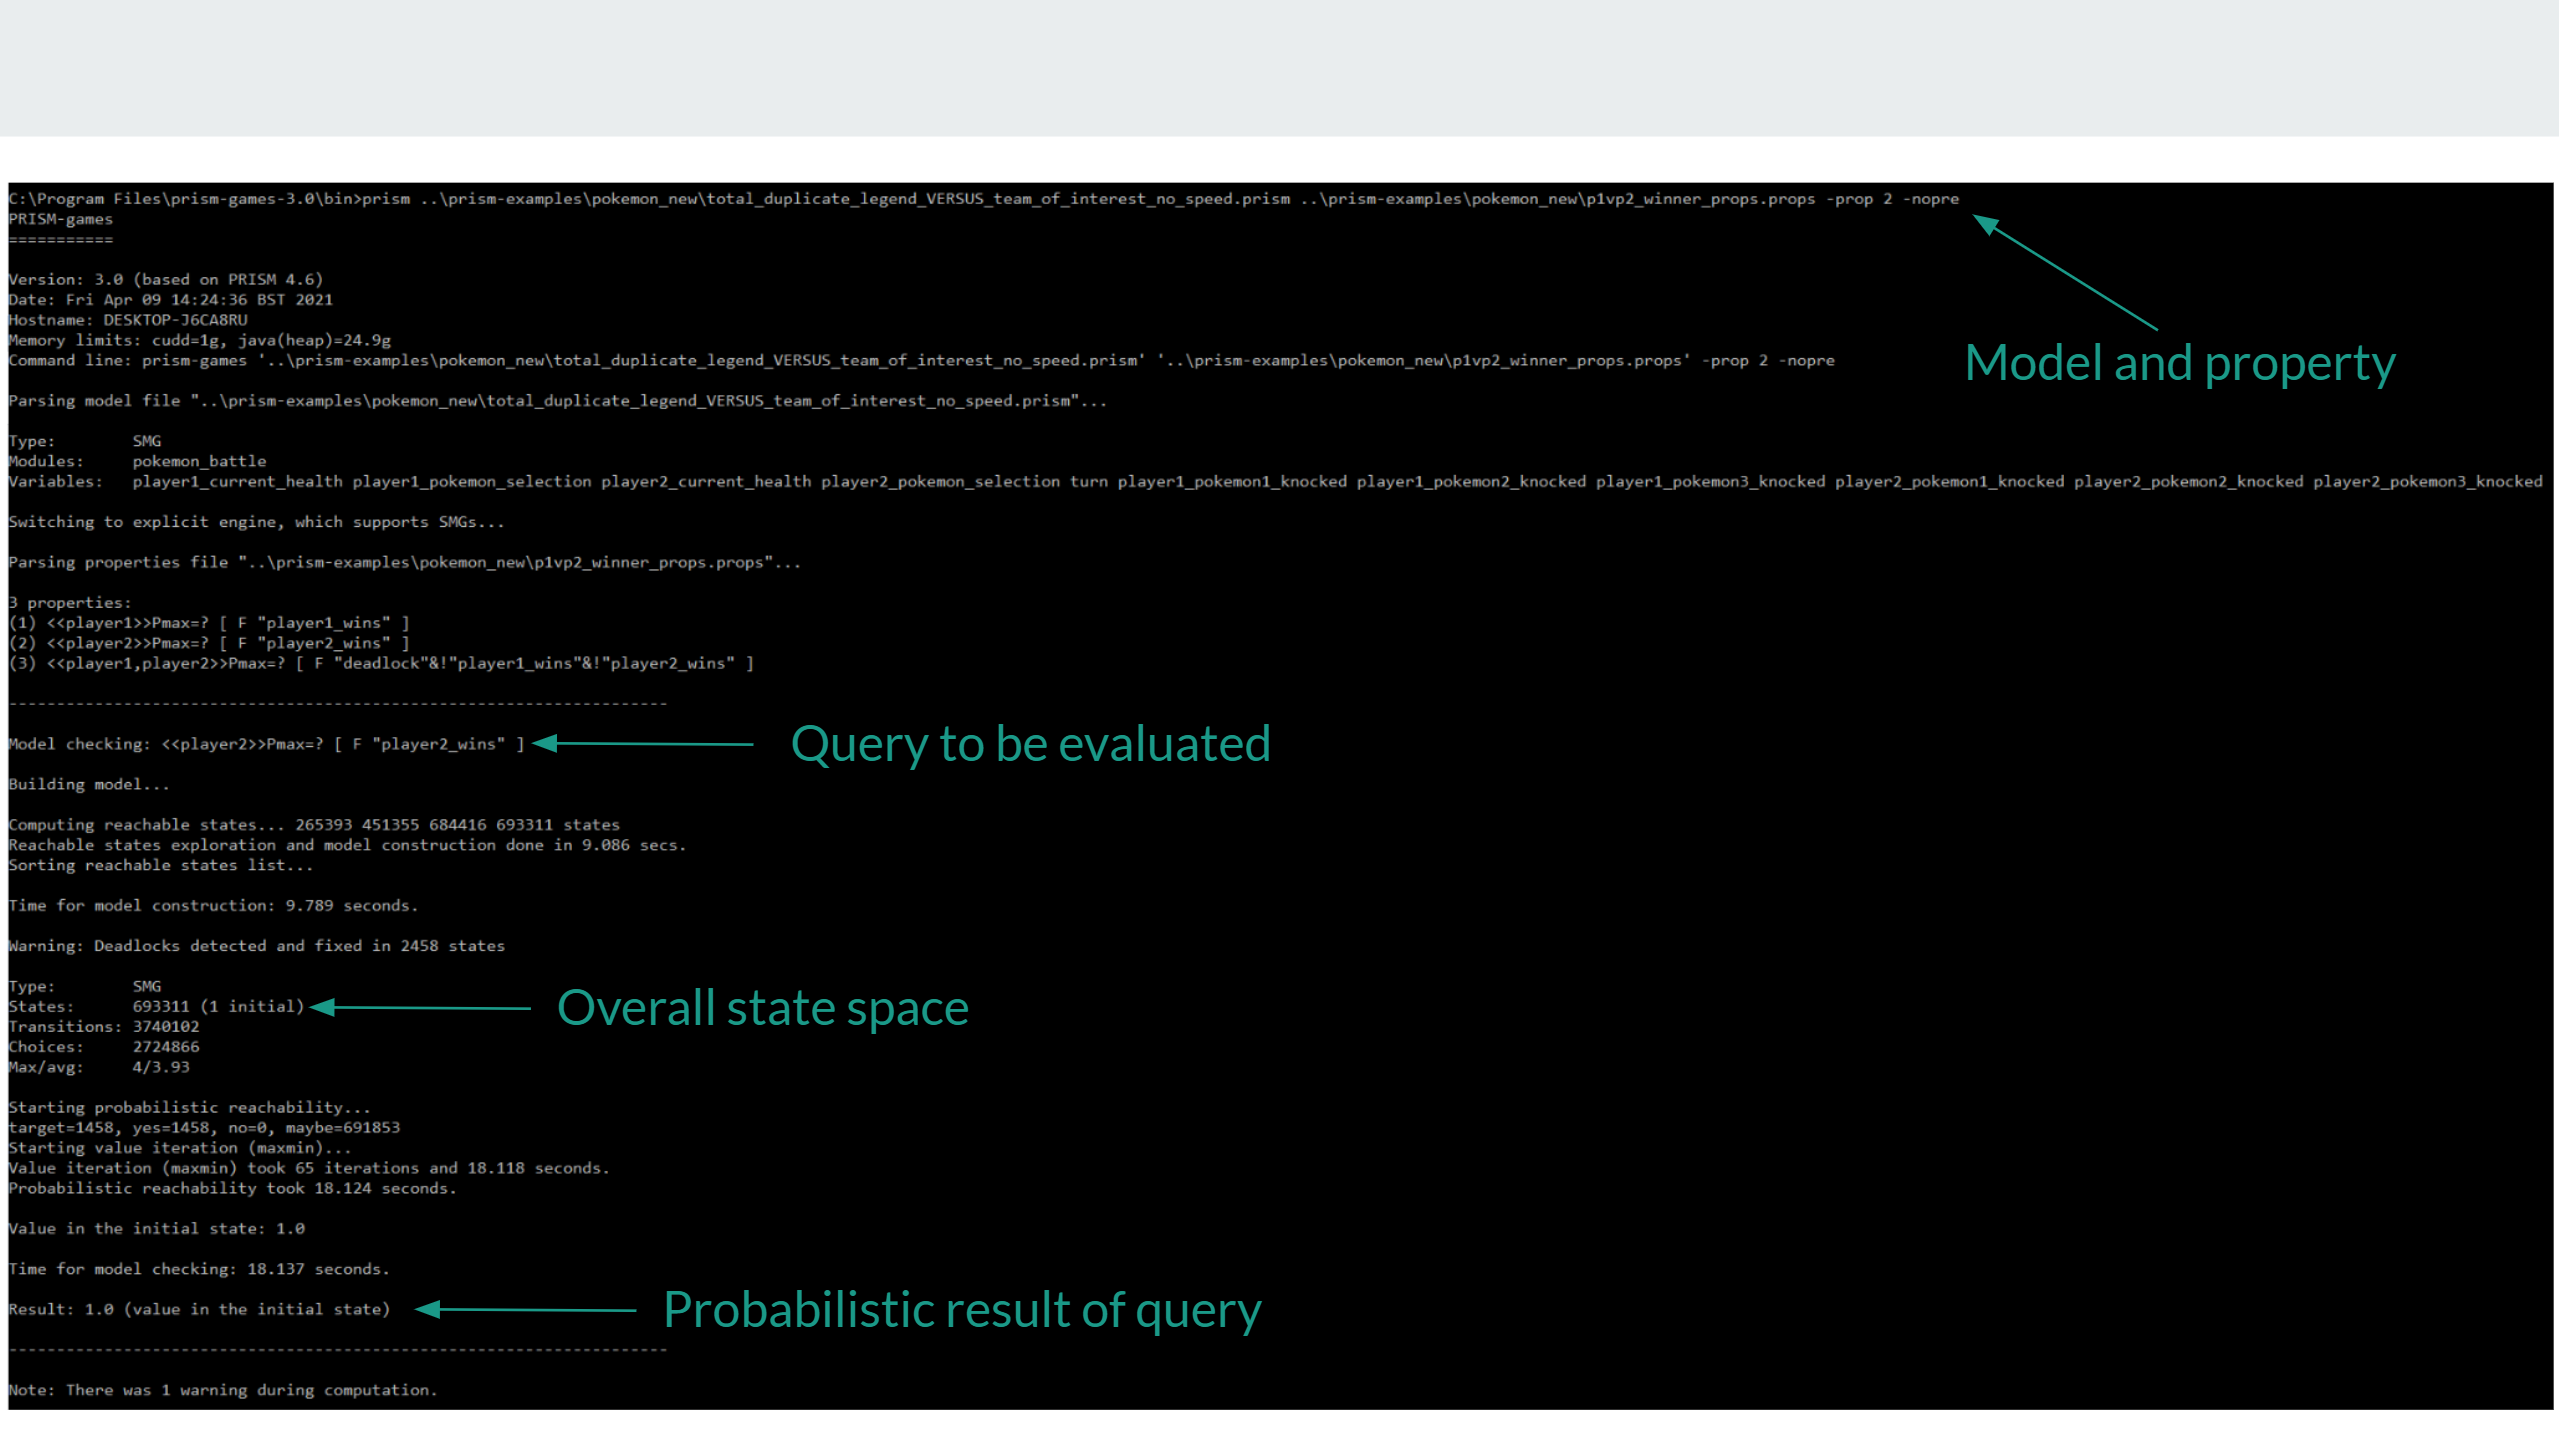 C:\Program Files\prism-games-3.0\bin>prism ..\prism-examples\pokemon_new\total_duplicate_legend_VERSUS_team_of_interest_no_speed.prism ..\prism-examples\pokemon_new\p1vp2_winner_props.props -prop 2 -nopre
PRISM-games
===========
Version: 3.0 (based on PRISM 4.6)
Date: Fri Apr 09 14:24:36 BST 2021
Hostname: DESKTOP-J6CA8RU
Memory limits: cudd=1g, java(heap)=24.9g
Command line: prism-games '..\prism-examples\pokemon_new\total_duplicate_legend_VERSUS_team_of_interest_no_speed.prism' '..\prism-examples\pokemon_new\p1vp2_winner_props.props' -prop 2 -nopre
Model and property
Parsing model file "..\prism-examples\pokemon_new\total_duplicate_legend_VERSUS_team_of_interest_no_speed.prism"...
Type: SMG
Modules: pokemon_battle
Variables: player1_current_health player1_pokemon_selection player2_current_health player2_pokemon_selection turn player1_pokemon1_knocked player1_pokemon2_knocked player1_pokemon3_knocked player2_pokemon1_knocked player2_pokemon2_knocked player2_pokemon3_knocked
Switching to explicit engine, which supports SMGs...
Parsing properties file "..\prism-examples\pokemon_new\p1vp2_winner_props.props"...
3 properties:
(1) <<player1>>Pmax=? [ F "player1_wins" ]
(2) <<player2>>Pmax=? [ F "player2_wins" ]
(3) <<player1,player2>>Pmax=? [ F "deadlock"&!"player1_wins"&!"player2_wins" ]
---------------------------------------------------------------------
Model checking: <<player2>>Pmax=? [ F "player2_wins" ]
Query to be evaluated
Building model...
Computing reachable states... 265393 451355 684416 693311 states
Reachable states exploration and model construction done in 9.086 secs.
Sorting reachable states list...
Time for model construction: 9.789 seconds.
Warning: Deadlocks detected and fixed in 2458 states
Type: SMG
States: 693311 (1 initial)
Overall state space
Transitions: 3740102
Choices: 2724866
Max/avg: 4/3.93
Starting probabilistic reachability...
target=1458, yes=1458, no=0, maybe=691853
Starting value iteration (maxmin)...
Value iteration (maxmin) took 65 iterations and 18.118 seconds.
Probabilistic reachability took 18.124 seconds.
Value in the initial state: 1.0
Time for model checking: 18.137 seconds.
Result: 1.0 (value in the initial state)
Probabilistic result of query
---------------------------------------------------------------------
Note: There was 1 warning during computation.